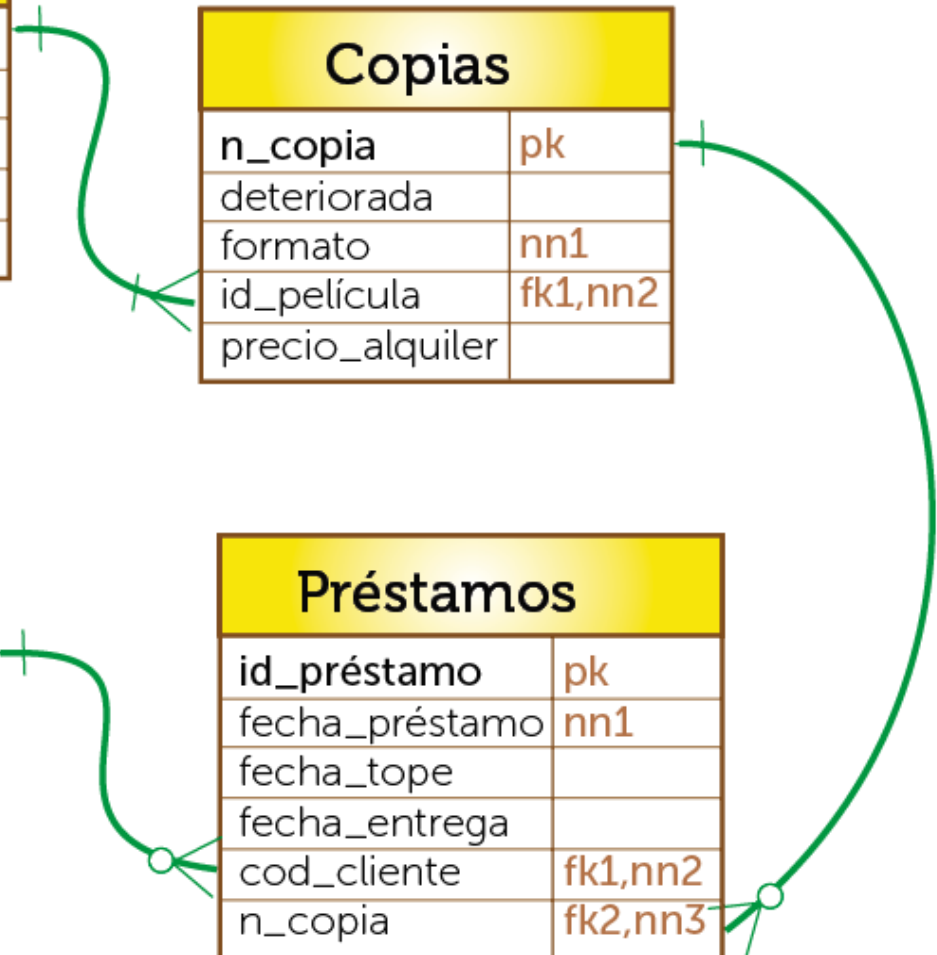 Copias
n_copia pk
deteriorada
formato nn1
id_película fk1,nn2
precio_alquiler
Préstamos
id_préstamo pk
fecha_préstamo nn1
fecha_tope
fecha_entrega
cod_cliente fk1,nn2
n_copia fk2,nn3